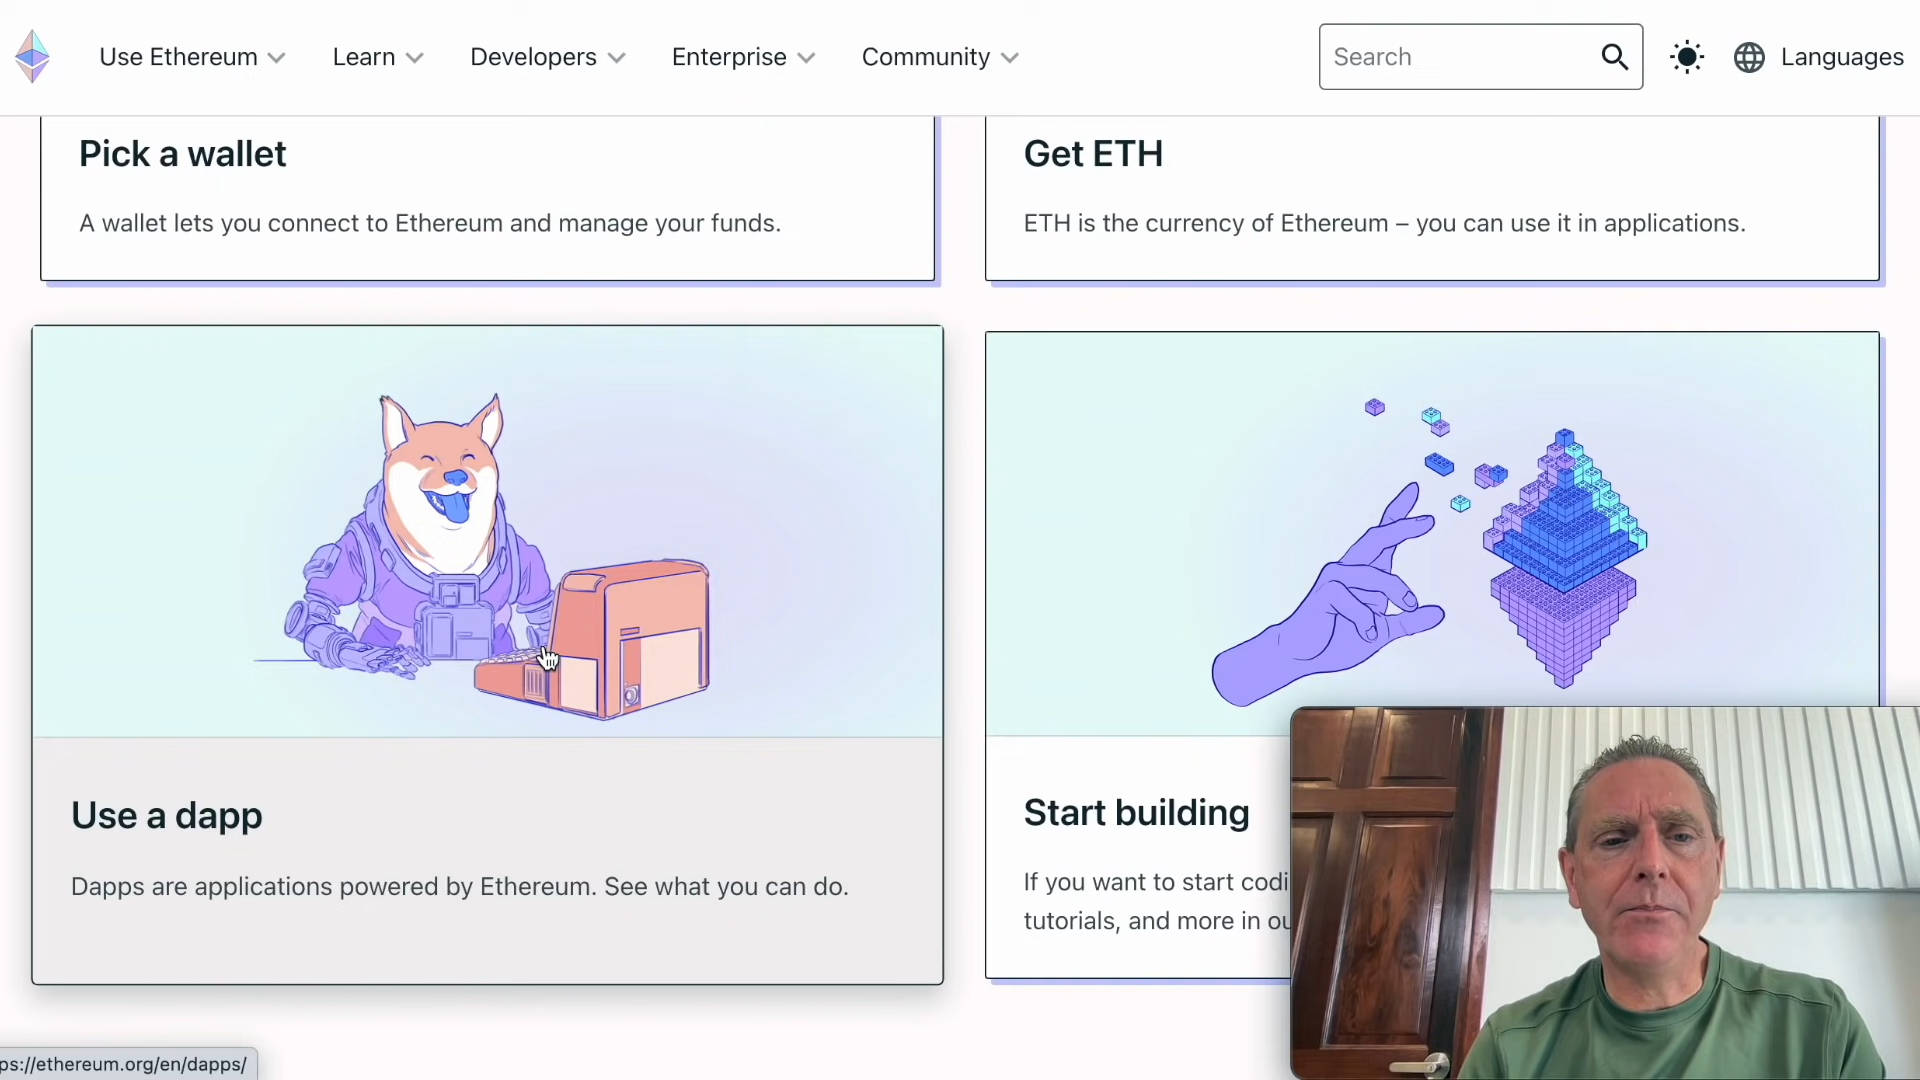 Use Ethereum
Learn
Developers
Enterprise
Community
Search
Languages
Pick a wallet
A wallet lets you connect to Ethereum and manage your funds.
Get ETH
ETH is the currency of Ethereum – you can use it in applications.
Use a dapp
Dapps are applications powered by Ethereum. See what you can do.
Start building
If you want to start codi
tutorials, and more in ou
ps://ethereum.org/en/dapps/